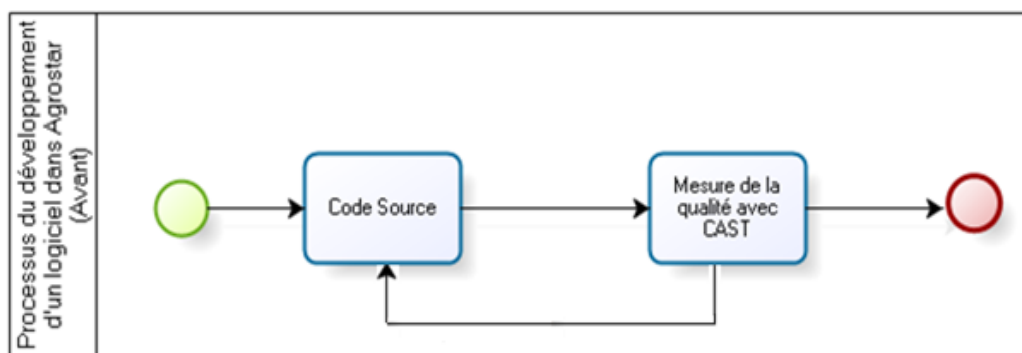 Processus du développement
d'un logiciel dans Agrostar
(Avant)
Code Source
Mesure de la
qualité avec
CAST